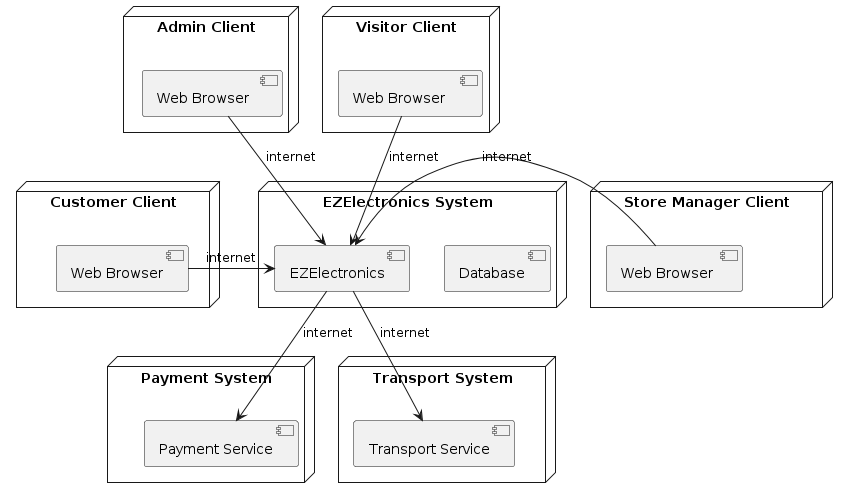 Admin Client
Visitor Client
Web Browser
Web Browser
internet
internet
internet
Customer Client
EZElectronics System
Store Manager Client
internet
Web Browser
EZElectronics
Database
Web Browser
internet
internet
Payment System
Transport System
Payment Service
Transport Service